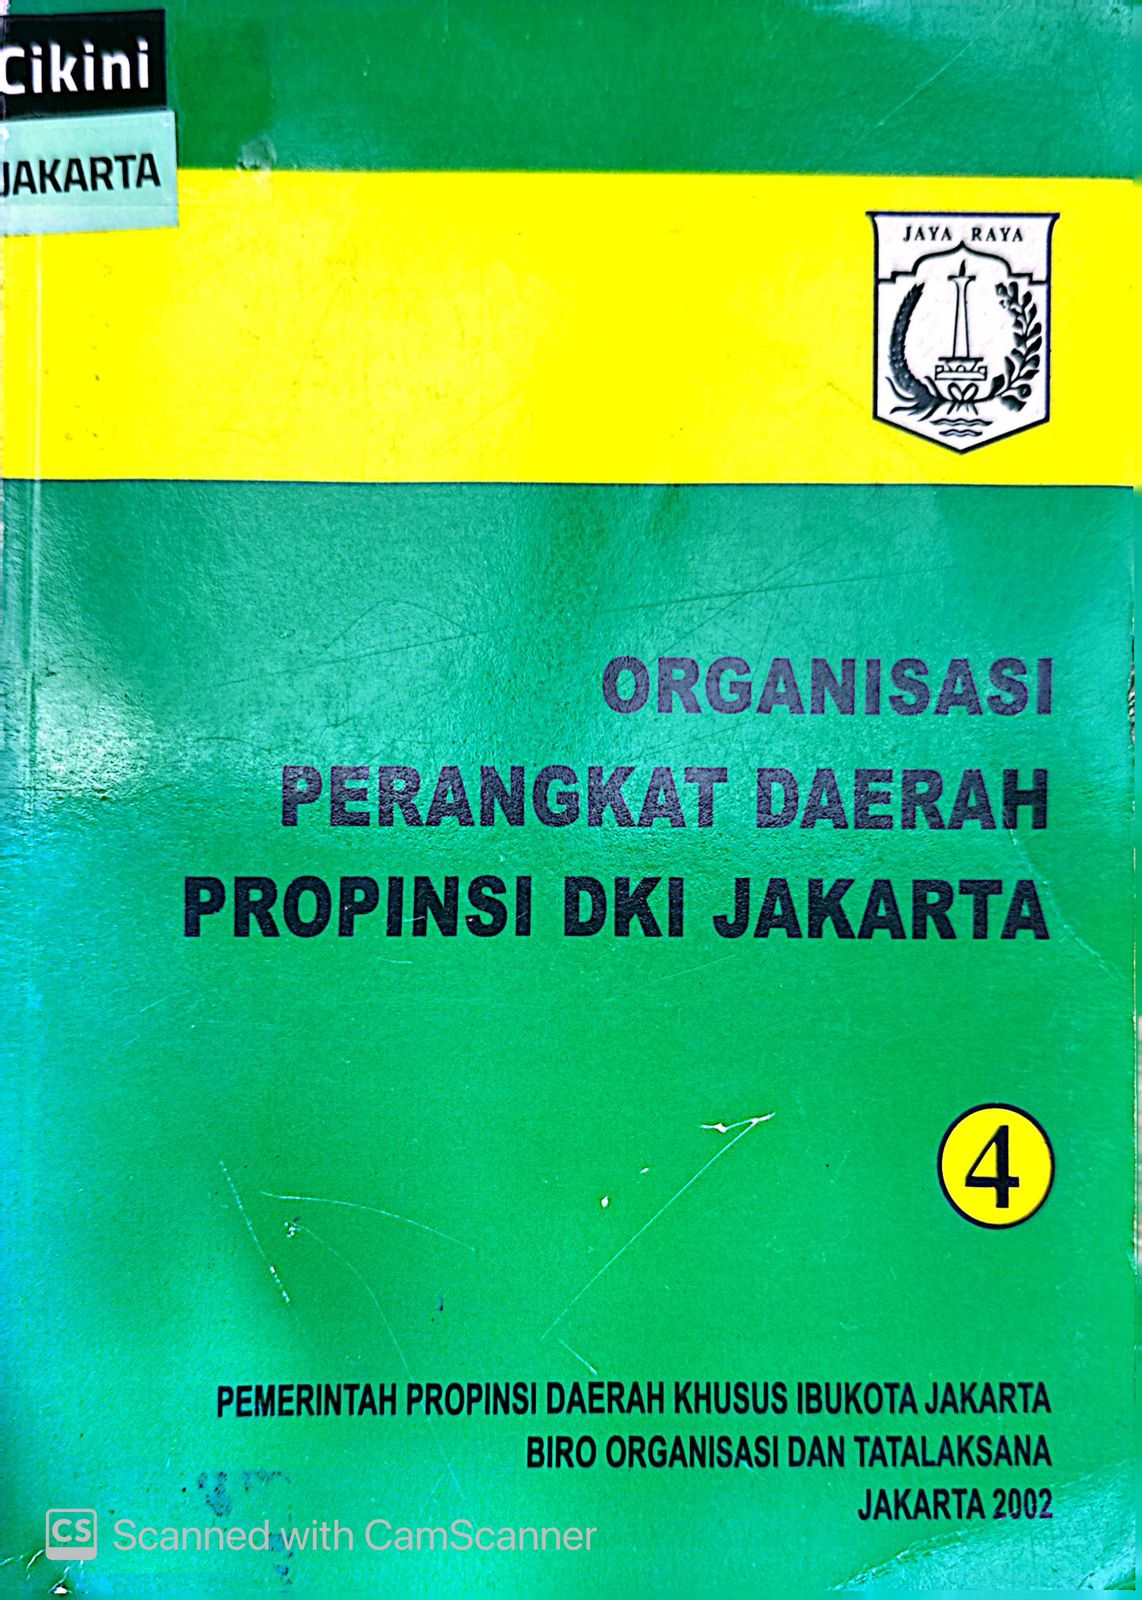 Cikini
JAKARTA
JAYA RAYA
ORGANISASI
PERANGKAT DAERAH
PROPINSI DKI JAKARTA
4
PEMERINTAH PROPINSI DAERAH KHUSUS IBUKOTA JAKARTA
BIRO ORGANISASI DAN TATALAKSANA
JAKARTA 2002
CS Scanned with CamScanner